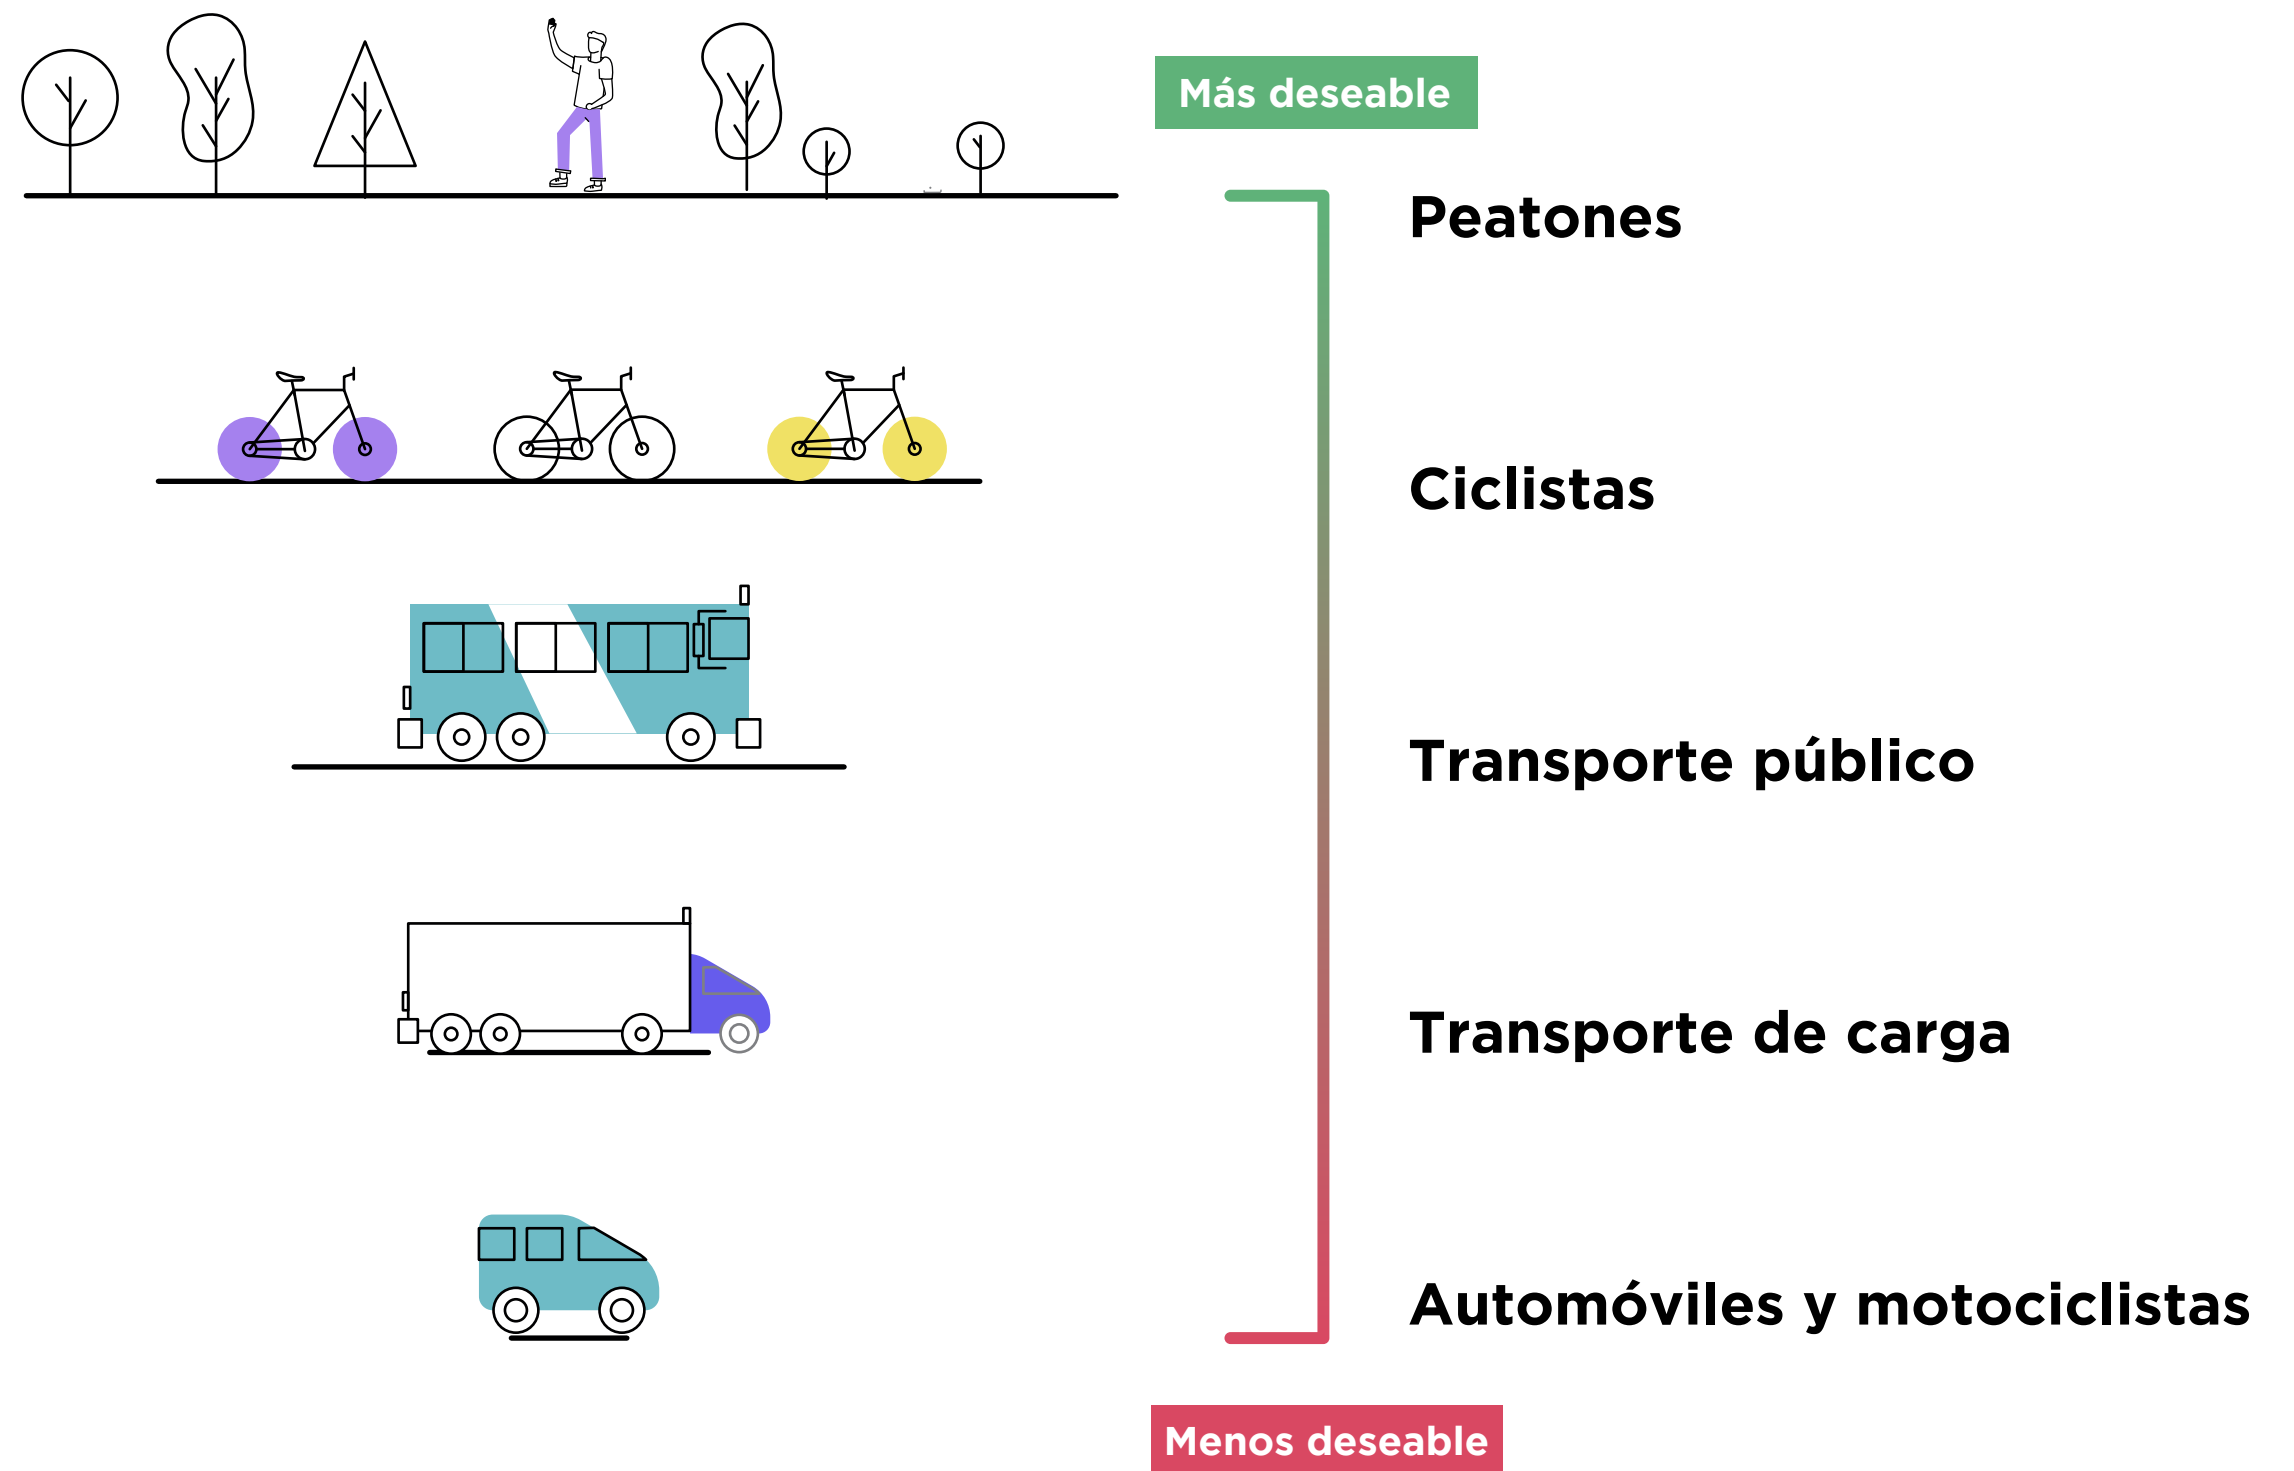 Más deseable
Peatones
Ciclistas
Transporte público
Transporte de carga
Automóviles y motociclistas
Menos deseable